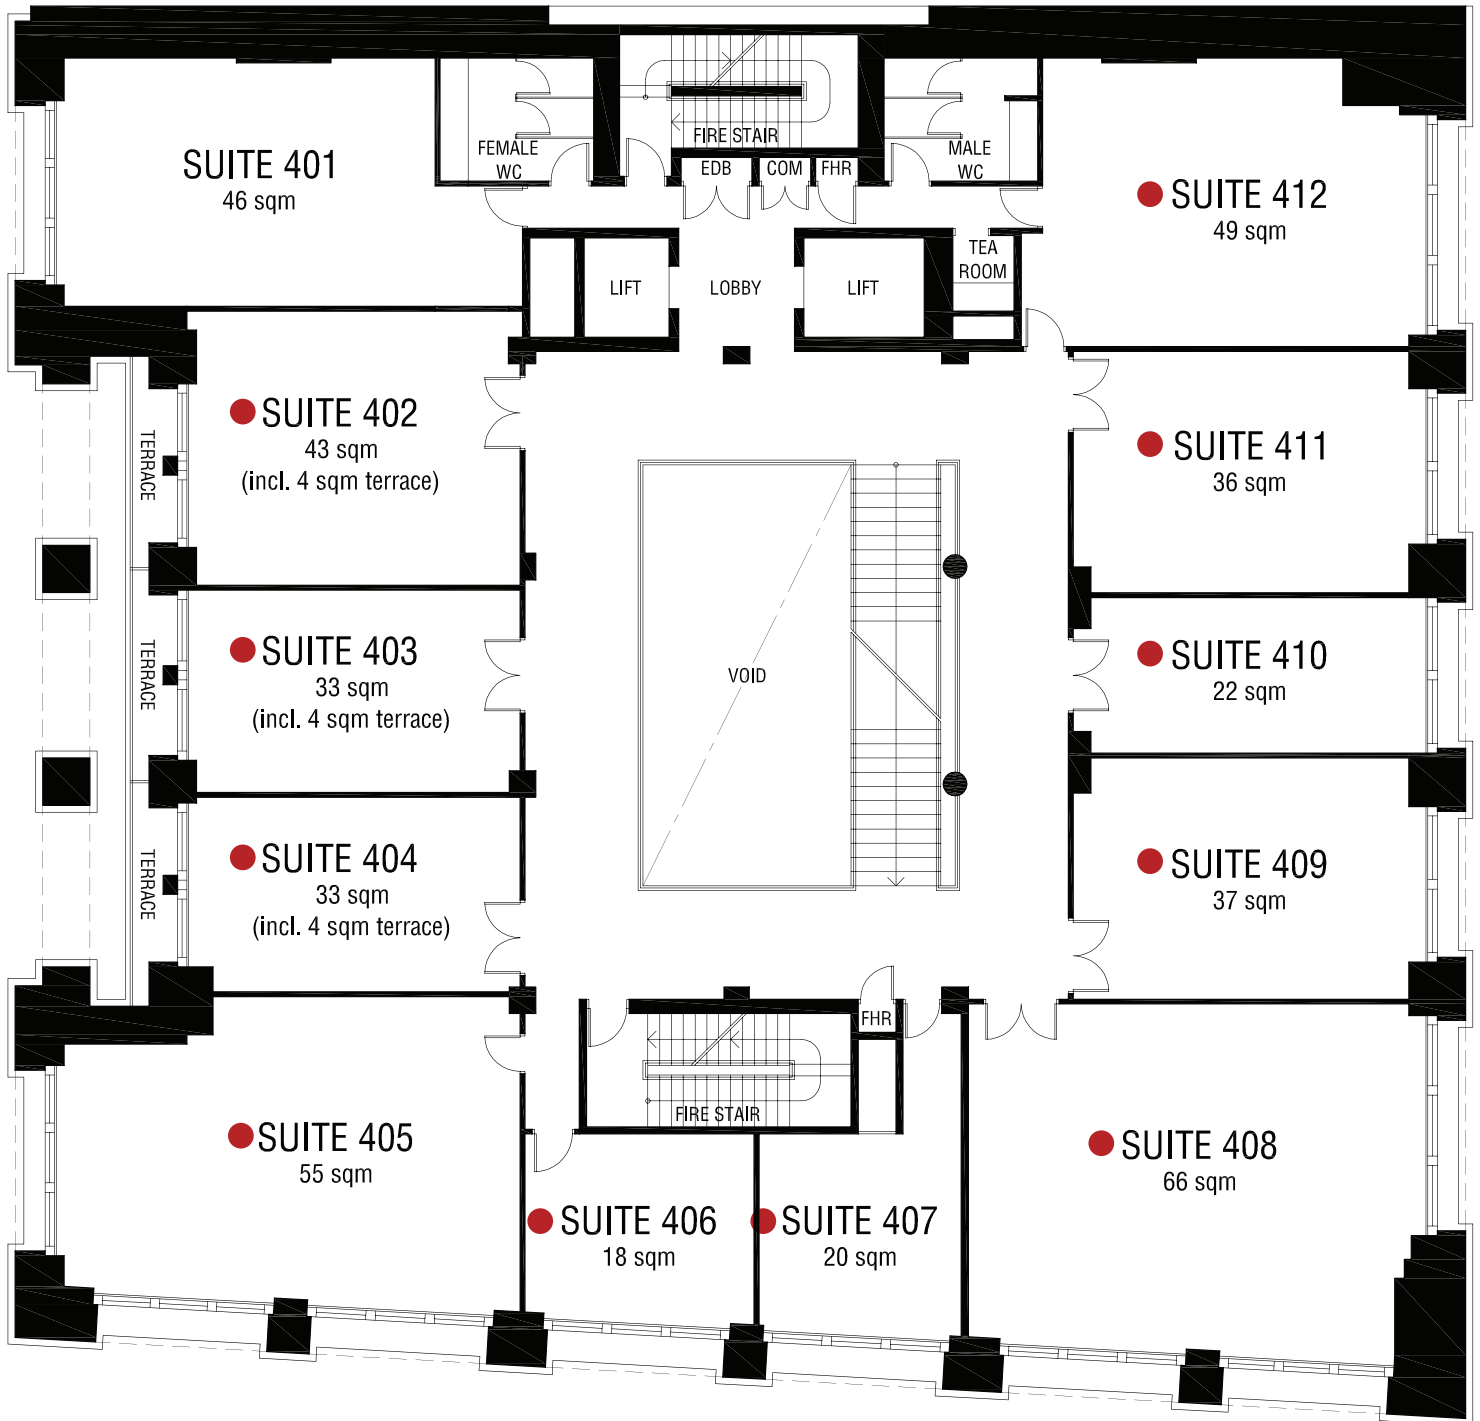 FIRE STAIR
FEMALE
WC
EDB
COM
FHR
MALE
WC
SUITE 401
46 sqm
SUITE 412
49 sqm
TEA
ROOM
LIFT
LOBBY
LIFT
SUITE 402
43 sqm
(incl. 4 sqm terrace)
TERRACE
SUITE 411
36 sqm
SUITE 403
33 sqm
(incl. 4 sqm terrace)
TERRACE
VOID
SUITE 410
22 sqm
SUITE 404
33 sqm
(incl. 4 sqm terrace)
TERRACE
SUITE 409
37 sqm
FHR
FIRE STAIR
SUITE 405
55 sqm
SUITE 408
66 sqm
SUITE 406
18 sqm
SUITE 407
20 sqm